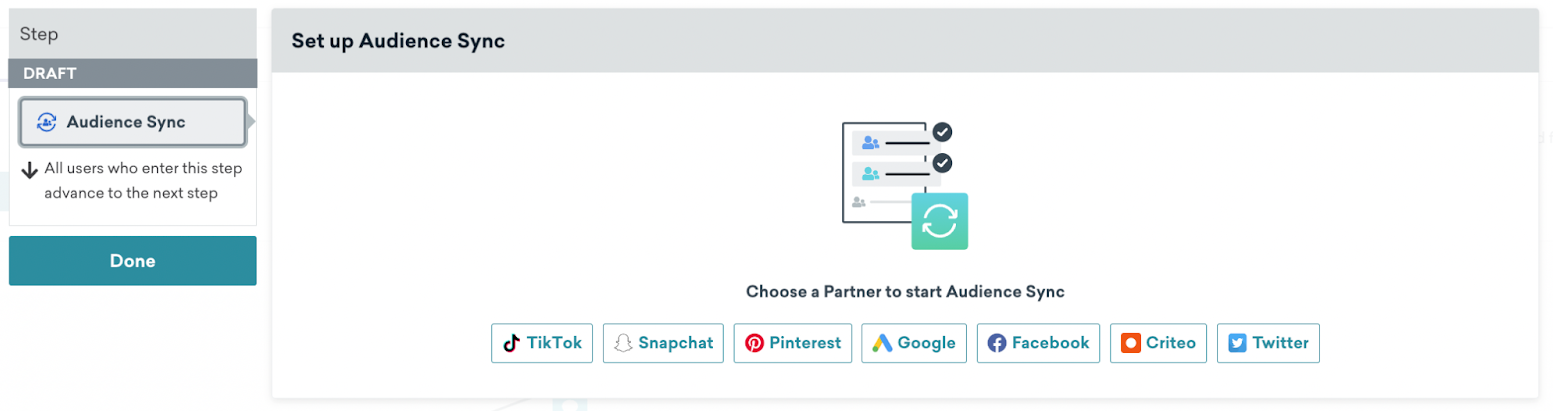 Step
DRAFT
Audience Sync
All users who enter this step
advance to the next step
Done
Set up Audience Sync
Choose a Partner to start Audience Sync
TikTok Snapchat Pinterest Google Facebook Criteo Twitter